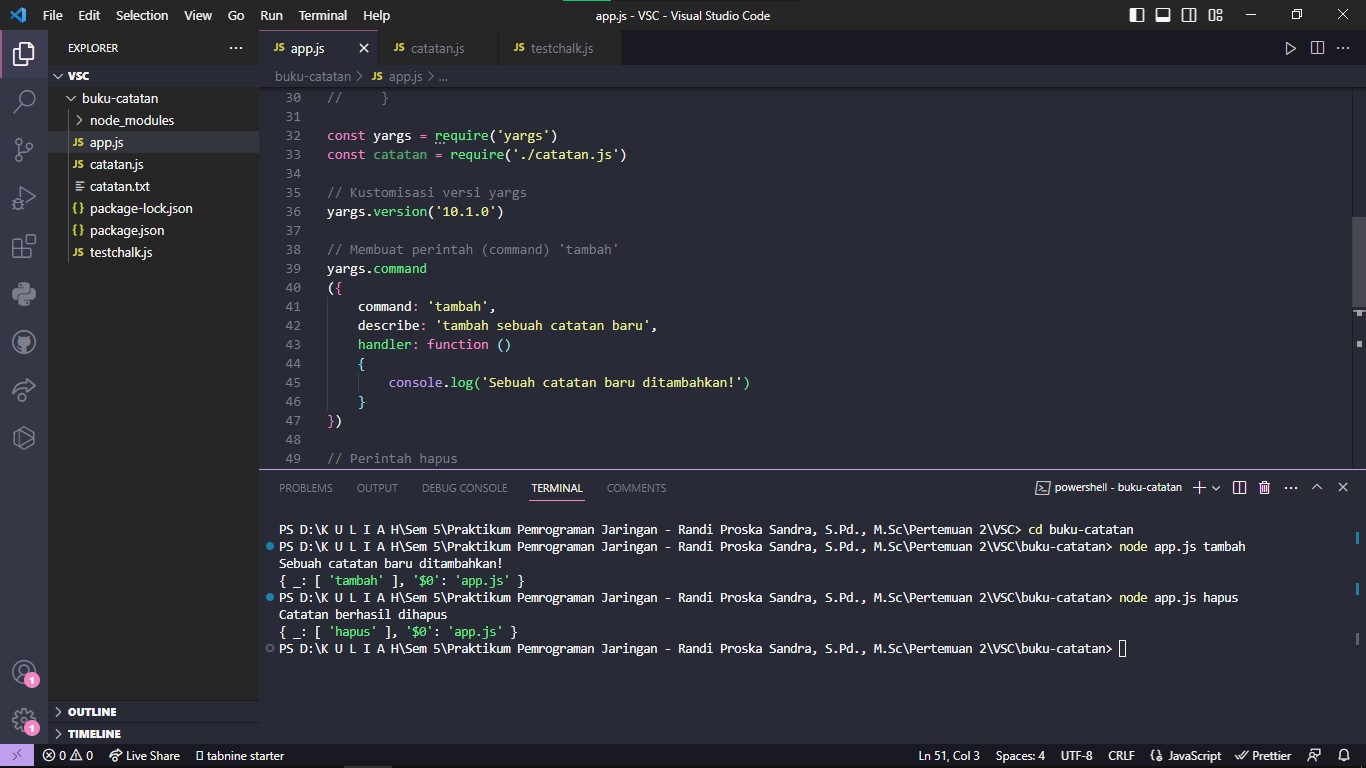 File Edit Selection View Go Run Terminal Help app.js - VSC - Visual Studio Code
EXPLORER
VSC
buku-catatan
node_modules
JS app.js
JS catatan.js
catatan.txt
{} package-lock.json
{} package.json
JS testchalk.js
OUTLINE
TIMELINE
JS app.js JS catatan.js JS testchalk.js
buku-catatan > JS app.js > ...
30 // }
31
32 const yargs = require('yargs')
33 const catatan = require('./catatan.js')
34
35 // Kustomisasi versi yargs
36 yargs.version('10.1.0')
37
38 // Membuat perintah (command) 'tambah'
39 yargs.command
40 ({
41 command: 'tambah',
42 describe: 'tambah sebuah catatan baru',
43 handler: function ()
44 {
45 console.log('Sebuah catatan baru ditambahkan!')
46 }
47 })
48
49 // Perintah hapus
PROBLEMS OUTPUT DEBUG CONSOLE TERMINAL COMMENTS powershell - buku-catatan
PS D:\K U L I A H\Sem 5\Praktikum Pemrograman Jaringan - Randi Proska Sandra, S.Pd., M.Sc\Pertemuan 2\VSC> cd buku-catatan
PS D:\K U L I A H\Sem 5\Praktikum Pemrograman Jaringan - Randi Proska Sandra, S.Pd., M.Sc\Pertemuan 2\VSC\buku-catatan> node app.js tambah
Sebuah catatan baru ditambahkan!
{ _: [ 'tambah' ], '$0': 'app.js' }
PS D:\K U L I A H\Sem 5\Praktikum Pemrograman Jaringan - Randi Proska Sandra, S.Pd., M.Sc\Pertemuan 2\VSC\buku-catatan> node app.js hapus
Catatan berhasil dihapus
{ _: [ 'hapus' ], '$0': 'app.js' }
PS D:\K U L I A H\Sem 5\Praktikum Pemrograman Jaringan - Randi Proska Sandra, S.Pd., M.Sc\Pertemuan 2\VSC\buku-catatan>
1
1
0 0 Live Share tabnine starter Ln 51, Col 3 Spaces: 4 UTF-8 CRLF {} JavaScript Prettier